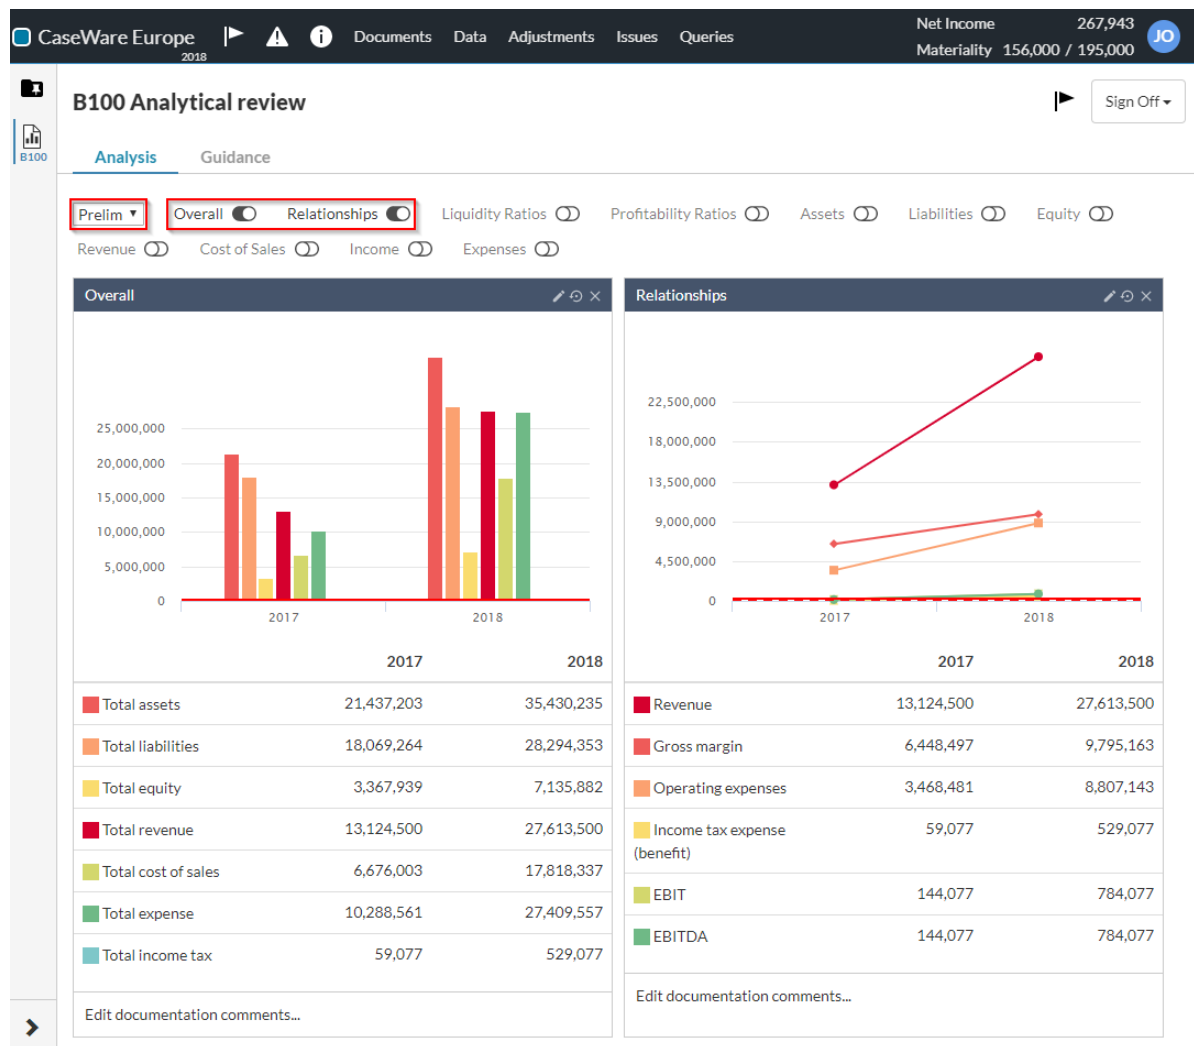 CaseWare Europe Documents Data Adjustments Issues Queries Net Income 267,943 JO
2018 Materiality 156,000 / 195,000
B100 Analytical review Sign Off
B100
Analysis Guidance
Prelim Overall Relationships Liquidity Ratios Profitability Ratios Assets Liabilities Equity
Revenue Cost of Sales Income Expenses
Overall
25,000,000
20,000,000
15,000,000
10,000,000
5,000,000
0
2017 2018
2017 2018
Total assets 21,437,203 35,430,235
Total liabilities 18,069,264 28,294,353
Total equity 3,367,939 7,135,882
Total revenue 13,124,500 27,613,500
Total cost of sales 6,676,003 17,818,337
Total expense 10,288,561 27,409,557
Total income tax 59,077 529,077
Edit documentation comments...
Relationships
22,500,000
18,000,000
13,500,000
9,000,000
4,500,000
0
2017 2018
2017 2018
Revenue 13,124,500 27,613,500
Gross margin 6,448,497 9,795,163
Operating expenses 3,468,481 8,807,143
Income tax expense 59,077 529,077
(benefit)
EBIT 144,077 784,077
EBITDA 144,077 784,077
Edit documentation comments...